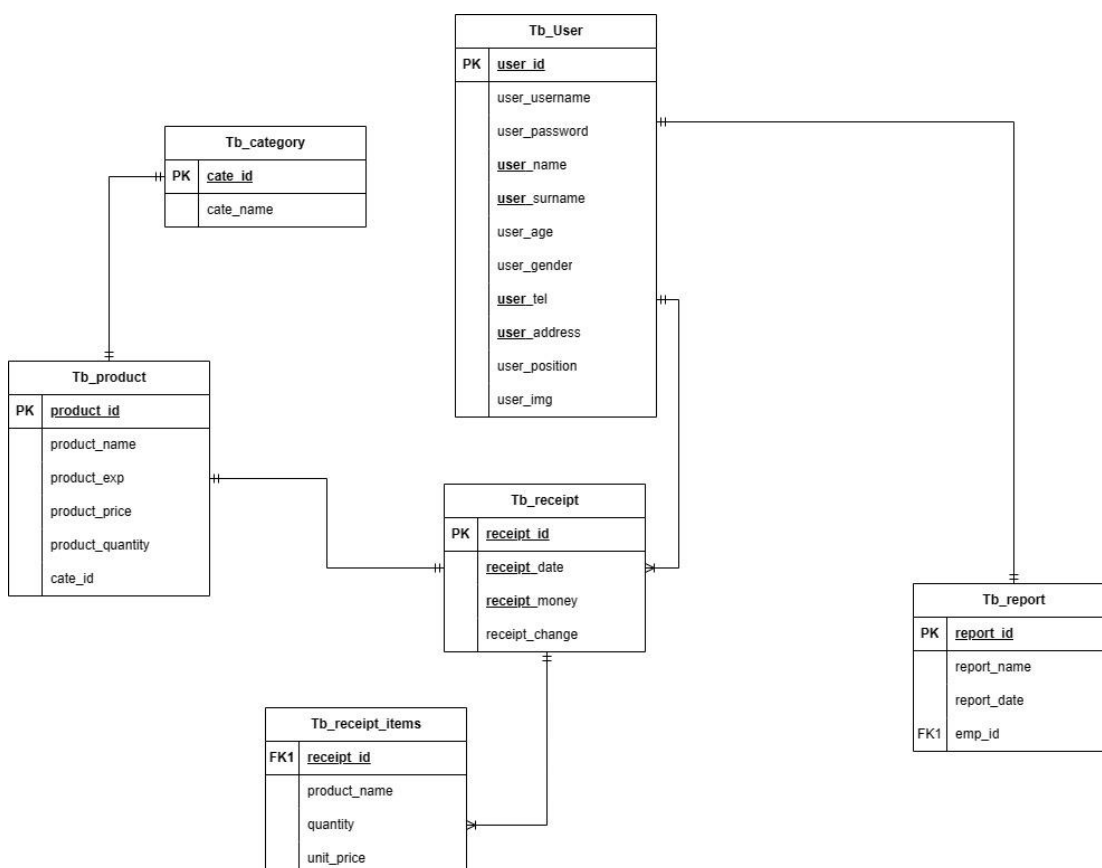 Tb_User
PK user_id
user_username
user_password
user_name
user_surname
user_age
user_gender
user_tel
user_address
user_position
user_img
Tb_category
PK cate_id
cate_name
Tb_product
PK product_id
product_name
product_exp
product_price
product_quantity
cate_id
Tb_receipt
PK receipt_id
receipt_date
receipt_money
receipt_change
Tb_report
PK report_id
report_name
report_date
FK1 emp_id
Tb_receipt_items
FK1 receipt_id
product_name
quantity
unit_price